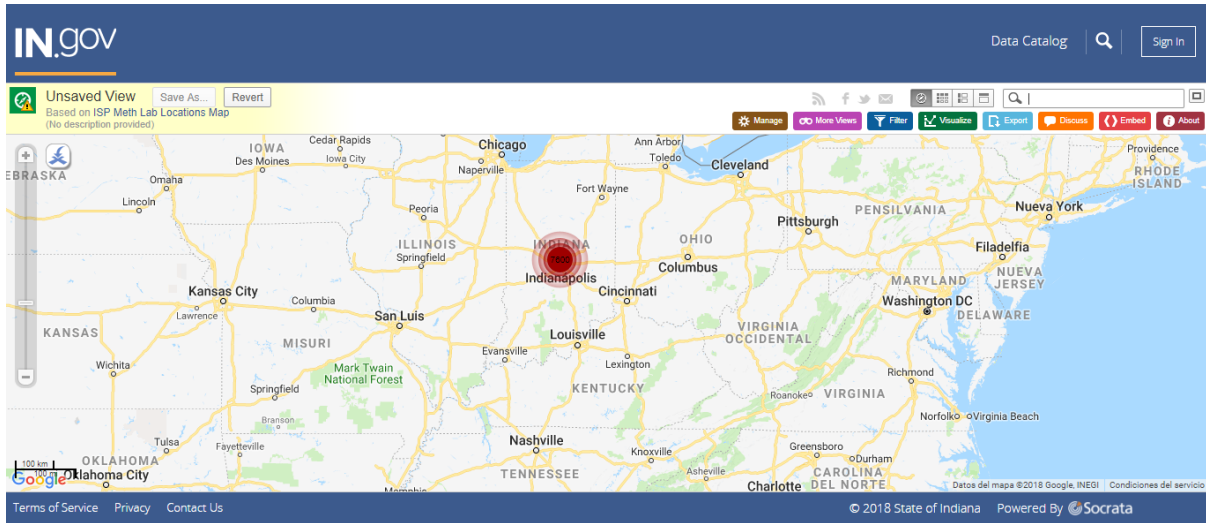 IN.gov
Data Catalog
Sign In
Unsaved View Save As... Revert
Based on ISP Meth Lab Locations Map
(No description provided)
Manage More Views Filter Visualize Export Discuss Embed About
IOWA Cedar Rapids Chicago Ann Arbor Providence
Des Moines Iowa City Toledo Cleveland
Naperville RHODE
EBRASKA ISLAND
Omaha Fort Wayne
Lincoln Peoria PENSILVANIA Nueva York
Pittsburgh
ILLINOIS INDIANA OHIO
Springfield Filadelfia
Columbus NUEVA
Indianapolis MARYLAND JERSEY
Kansas City Cincinnati
Columbia Washington DC
Lawrence San Luis DELAWARE
KANSAS Louisville VIRGINIA
MISURI OCCIDENTAL
Evansville
Wichita Mark Twain Lexington
National Forest Richmond
Springfield KENTUCKY Roanoke VIRGINIA
Branson Norfolk Virginia Beach
Tulsa Fayetteville Nashville Greensboro
Knoxville Durham
OKLAHOMA
100 km TENNESSEE Asheville CAROLINA
Google Oklahoma City Charlotte DEL NORTE
Memphis Datos del mapa ©2018 Google, INEGI Condiciones del servicio
Terms of Service Privacy Contact Us © 2018 State of Indiana Powered By Socrata